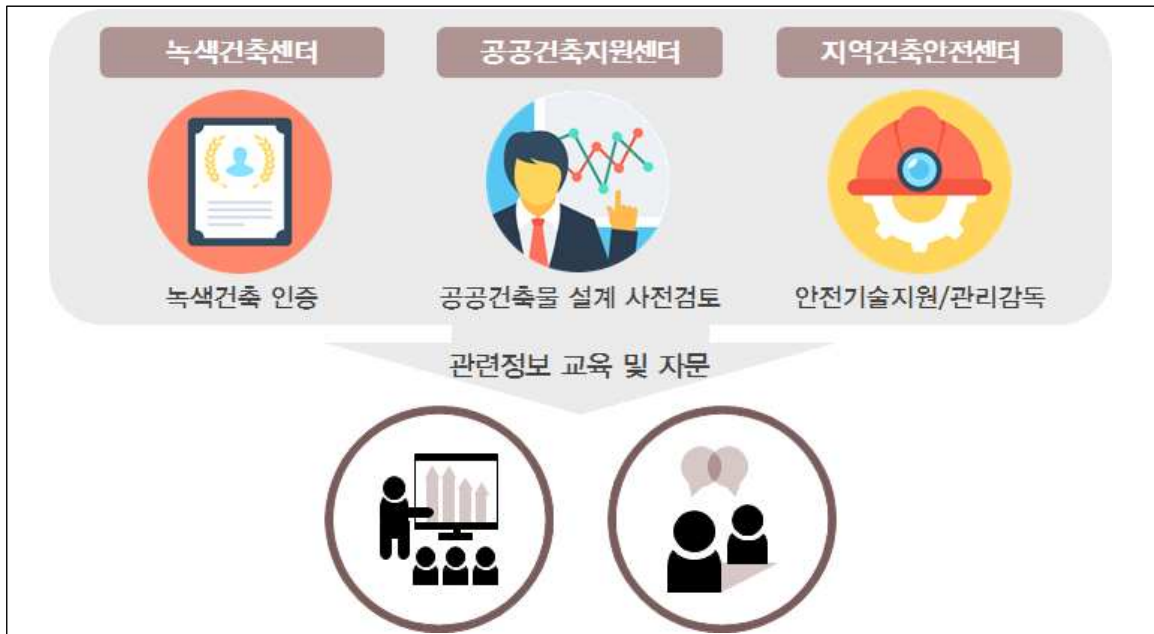 녹색건축센터
공공건축지원센터
지역건축안전센터
녹색건축 인증
공공건축물 설계 사전검토
안전기술지원/관리감독
관련정보 교육 및 자문